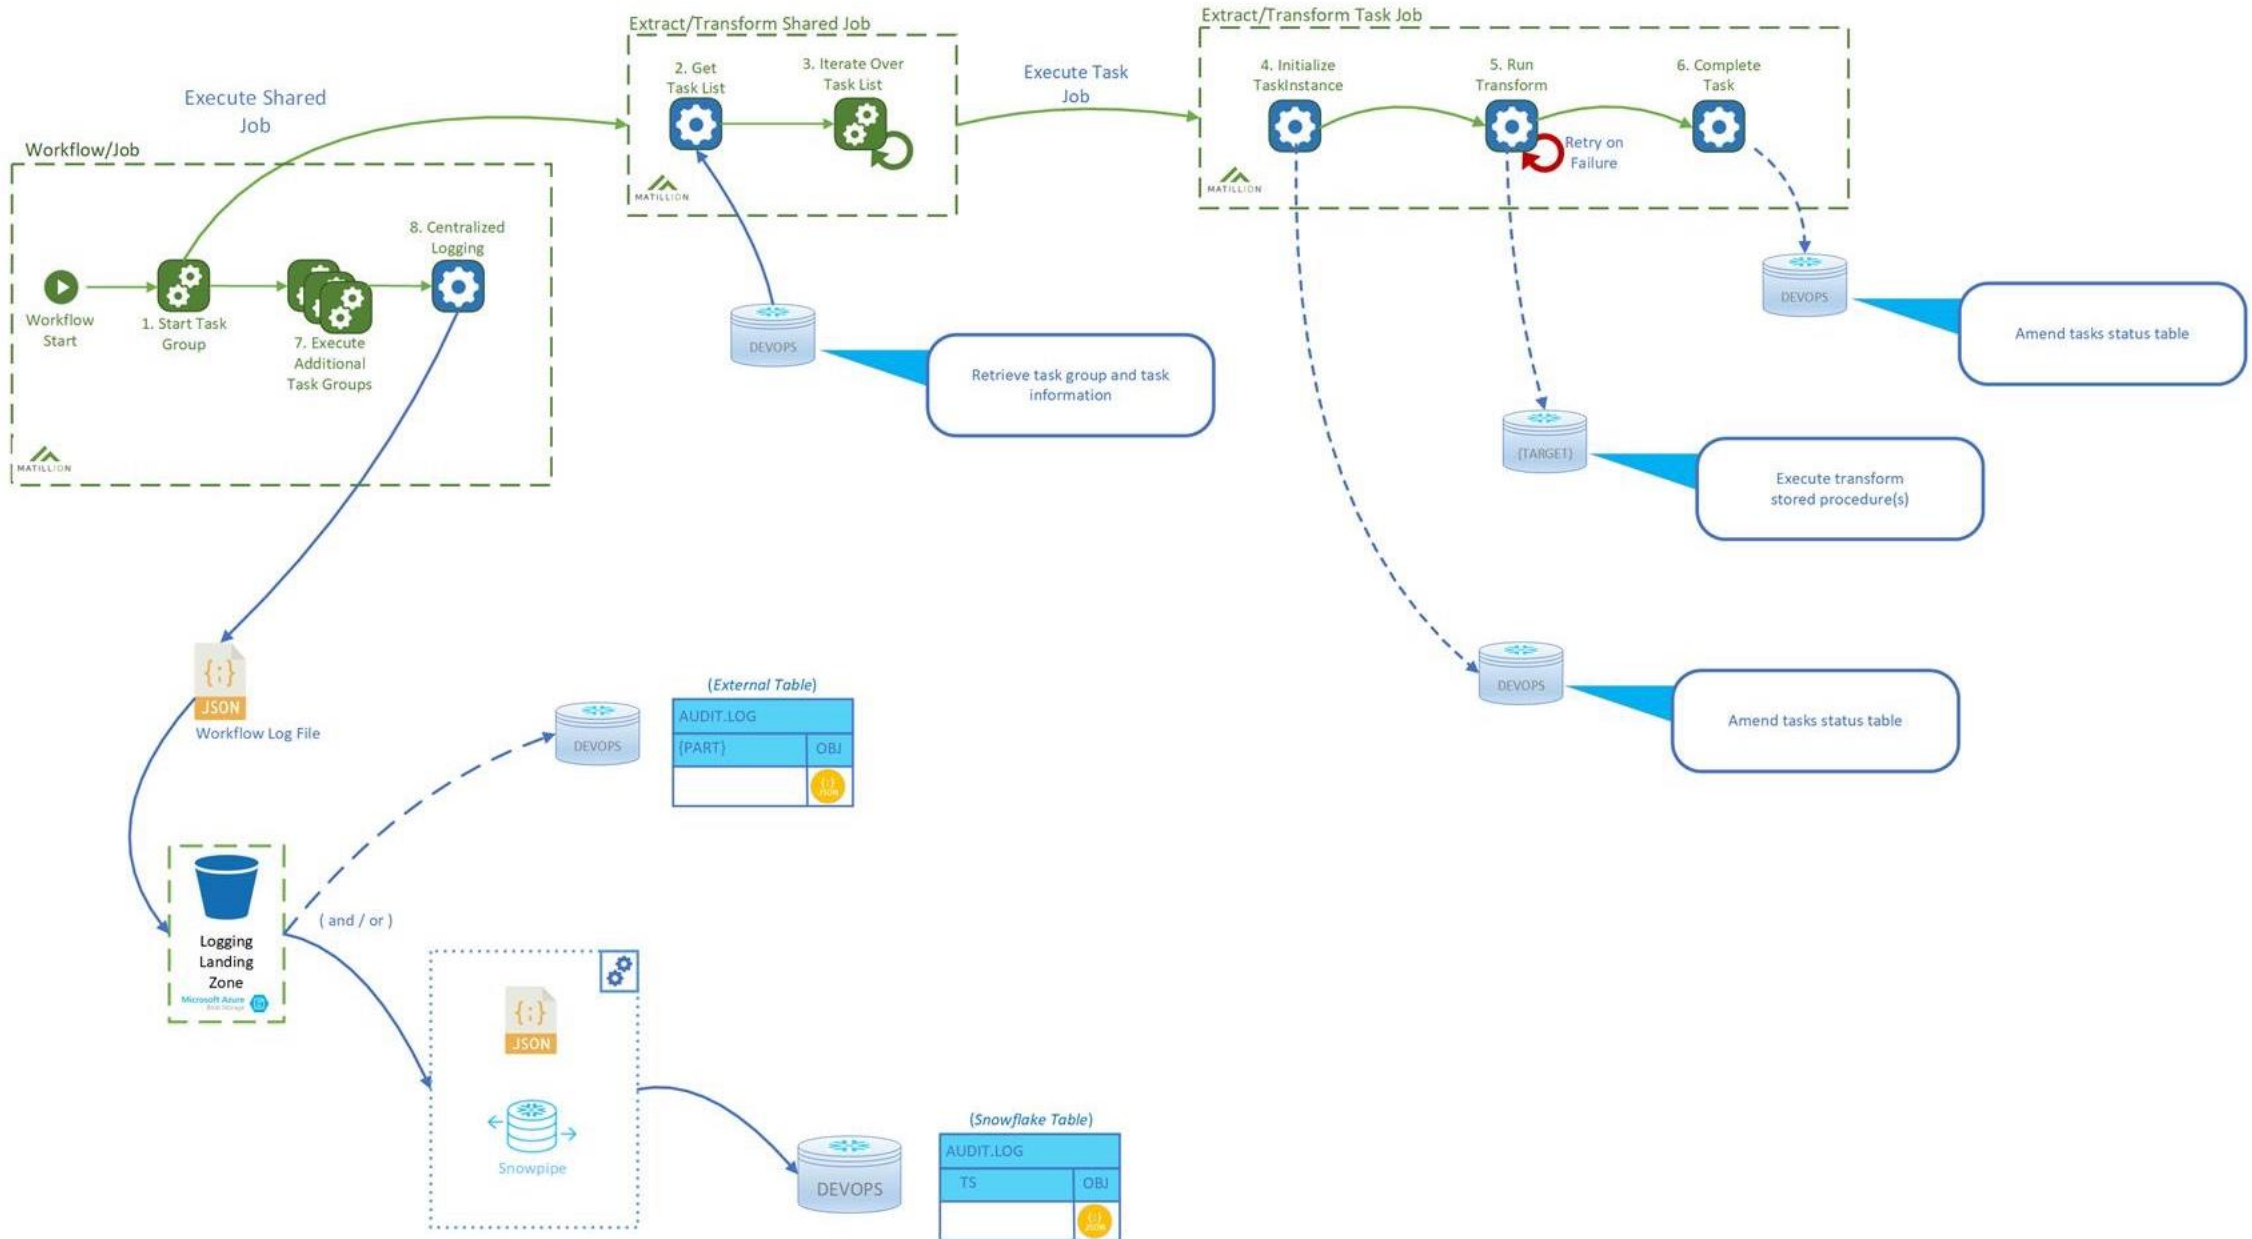 Extract/Transform Shared Job
Extract/Transform Task Job
Execute Shared
Job
2. Get
Task List
3. Iterate Over
Task List
MATILLION
Execute Task
Job
4. Initialize
TaskInstance
5. Run
Transform
6. Complete
Task
Retry on
Failure
MATILLION
Workflow/Job
Workflow
Start
1. Start Task
Group
7. Execute
Additional
Task Groups
8. Centralized
Logging
MATILLION
DEVOPS
Retrieve task group and task
information
DEVOPS
Amend tasks status table
{TARGET}
Execute transform
stored procedure(s)
DEVOPS
Amend tasks status table
{;}
JSON
Workflow Log File
DEVOPS
(External Table)
AUDIT.LOG
{PART}
OBJ
{;}
JSON
Logging
Landing
Zone
Microsoft Azure
Blob Storage
( and / or )
{;}
JSON
Snowpipe
DEVOPS
(Snowflake Table)
AUDIT.LOG
TS
OBJ
{;}
JSON